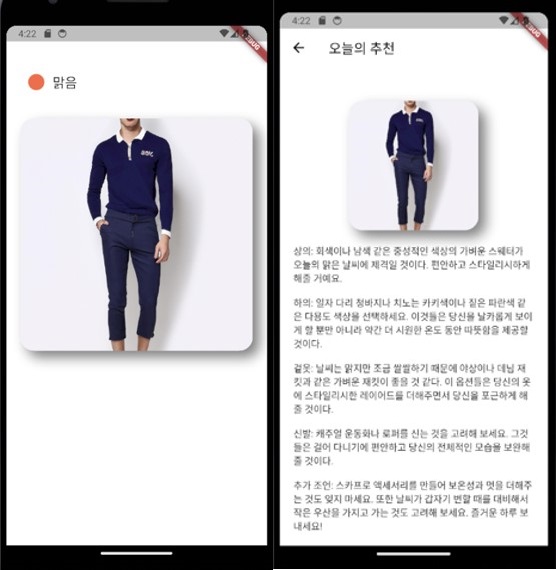 4:22
맑음
4:22
오늘의 추천
상의: 회색이나 남색 같은 중성적인 색상의 가벼운 스웨터가
오늘의 맑은 날씨에 제격일 것이다. 편안하고 스타일리시하게
해줄 거예요.
하의: 일자 다리 청바지나 치노는 카키색이나 짙은 파란색 같
은 다용도 색상을 선택하세요. 이것들은 당신을 날카롭게 보이
게 할 뿐만 아니라 약간 더 시원한 온도 동안 따뜻함을 제공할
것이다.
겉옷: 날씨는 맑지만 조금 쌀쌀하기 때문에 야상이나 데님 재
킷과 같은 가벼운 재킷이 좋을 것 같다. 이 옵션들은 당신의 옷
에 스타일리시한 레이어드를 더해주면서 당신을 포근하게 해
줄 것이다.
신발: 캐주얼 운동화나 로퍼를 신는 것을 고려해 보세요. 그것
들은 걸어 다니기에 편안하고 당신의 전체적인 모습을 보완해
줄 것이다.
추가 조언: 스카프로 액세서리를 만들어 보온성과 멋을 더해주
는 것도 잊지 마세요. 또한 날씨가 갑자기 변할 때를 대비해서
작은 우산을 가지고 가는 것도 고려해 보세요. 즐거운 하루 보
내세요!